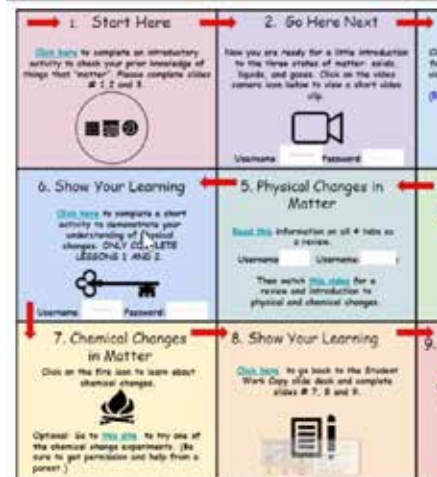 1. Start Here
Click here to complete an introductory
activity to check your prior knowledge of
things that "matter". Please complete slides
# 1, 2 and 3.
2. Go Here Next
Now you are ready for a little introduction
to the three states of matter: solids,
liquids, and gases. Click on the video
camera icon below to view a short video
clip.
Username: Password:
6. Show Your Learning
Click here to complete a short
activity to demonstrate your
understanding of physical
changes. ONLY COMPLETE
LESSONS 1 AND 2.
Username: Password:
5. Physical Changes in
Matter
Read this information on all 4 tabs as
a review.
Username: Username:
Then watch this video for a
review and introduction to
physical and chemical changes.
7. Chemical Changes
in Matter
Click on the fire icon to learn about
chemical changes.
Optional: Go to this site to try one of
the chemical change experiments. (Be
sure to get permission and help from a
parent.)
8. Show Your Learning
Click here to go back to the Student
Work Copy slide deck and complete
slides # 7, 8 and 9.
9.